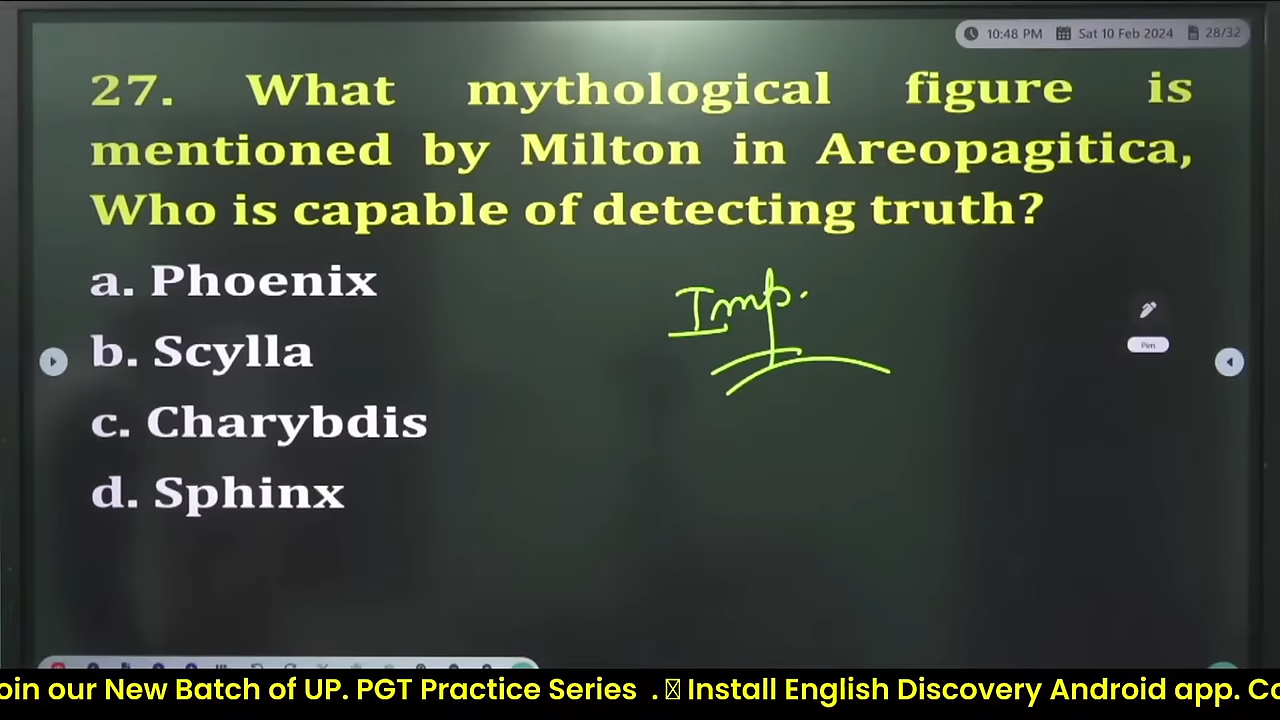 10:48 PM Sat 10 Feb 2024 28/32
27. What mythological figure is
mentioned by Milton in Areopagitica,
Who is capable of detecting truth?
a. Phoenix
Imp.
b. Scylla
Pen
c. Charybdis
d. Sphinx
oin our New Batch of UP. PGT Practice Series . Install English Discovery Android app. Co